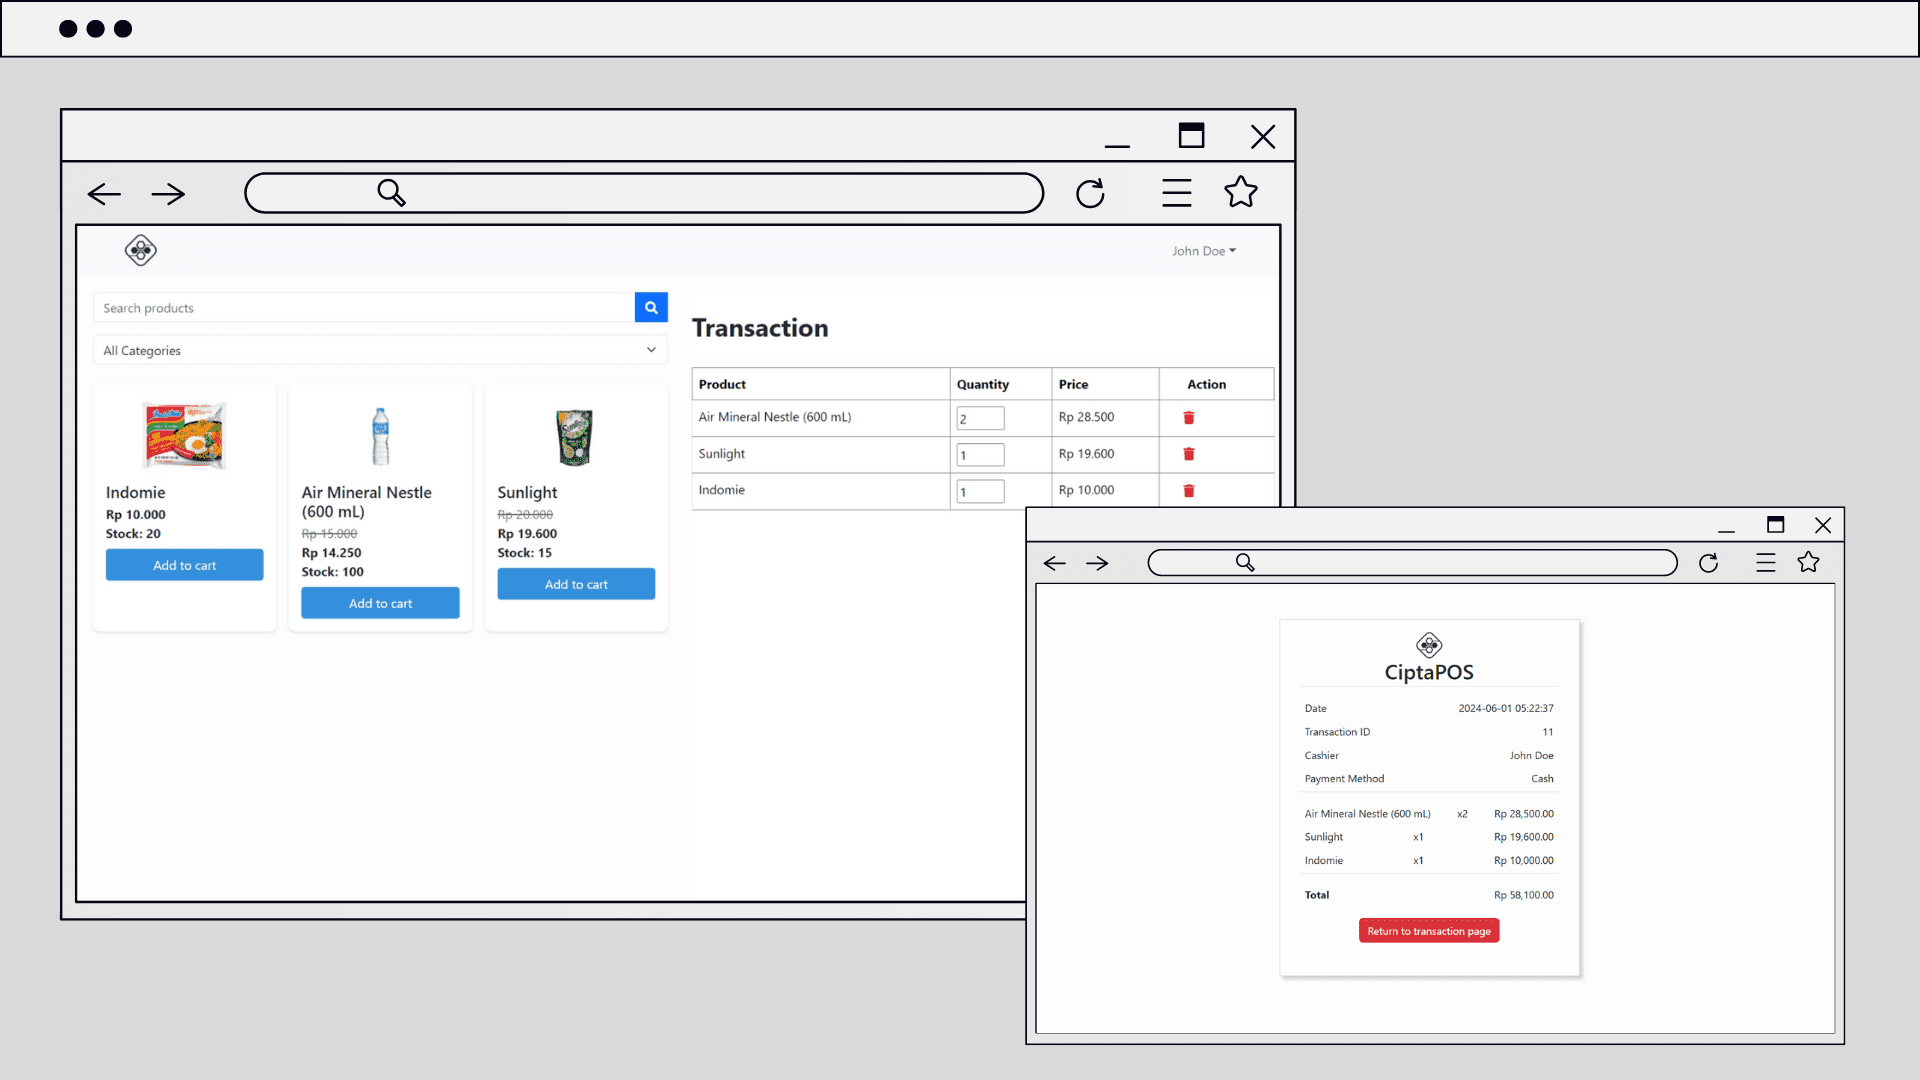 John Doe
Search products
All Categories
Indomie
Rp 10.000
Stock: 20
Add to cart
Air Mineral Nestle
(600 mL)
Rp 15.000
Rp 14.250
Stock: 100
Add to cart
Sunlight
Rp 20.000
Rp 19.600
Stock: 15
Add to cart
Transaction
Product Quantity Price Action
Air Mineral Nestle (600 mL) 2 Rp 28.500
Sunlight 1 Rp 19.600
Indomie 1 Rp 10.000
CiptaPOS
Date 2024-06-01 05:22:37
Transaction ID 11
Cashier John Doe
Payment Method Cash
Air Mineral Nestle (600 mL) x2 Rp 28,500.00
Sunlight x1 Rp 19,600.00
Indomie x1 Rp 10,000.00
Total Rp 58,100.00
Return to transaction page